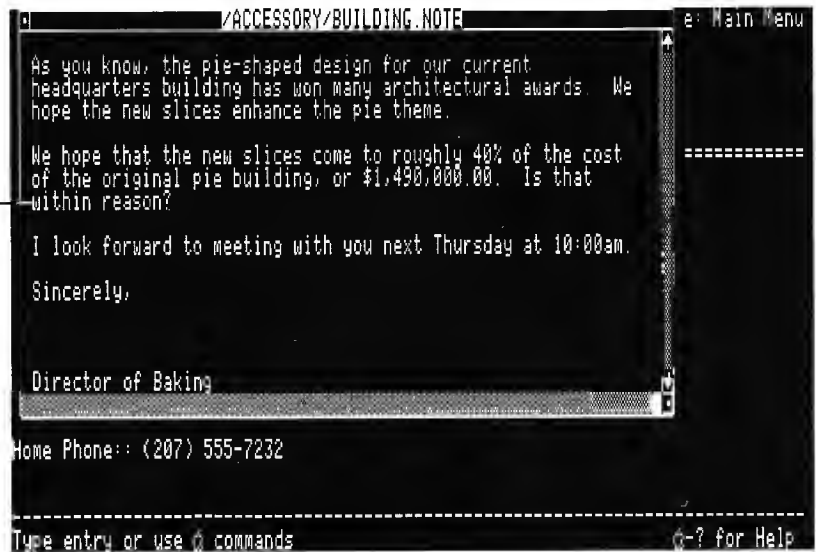 /ACCESSORY/BUILDING.NOTE
e: Main Menu
As you know, the pie-shaped design for our current
headquarters building has won many architectural awards.  We
hope the new slices enhance the pie theme.
We hope that the new slices come to roughly 40% of the cost
of the original pie building, or $1,490,000.00.  Is that
within reason?
I look forward to meeting with you next Thursday at 10:00am.
Sincerely,
Director of Baking
Home Phone:: (207) 555-7232
Type entry or use commands
-? for Help